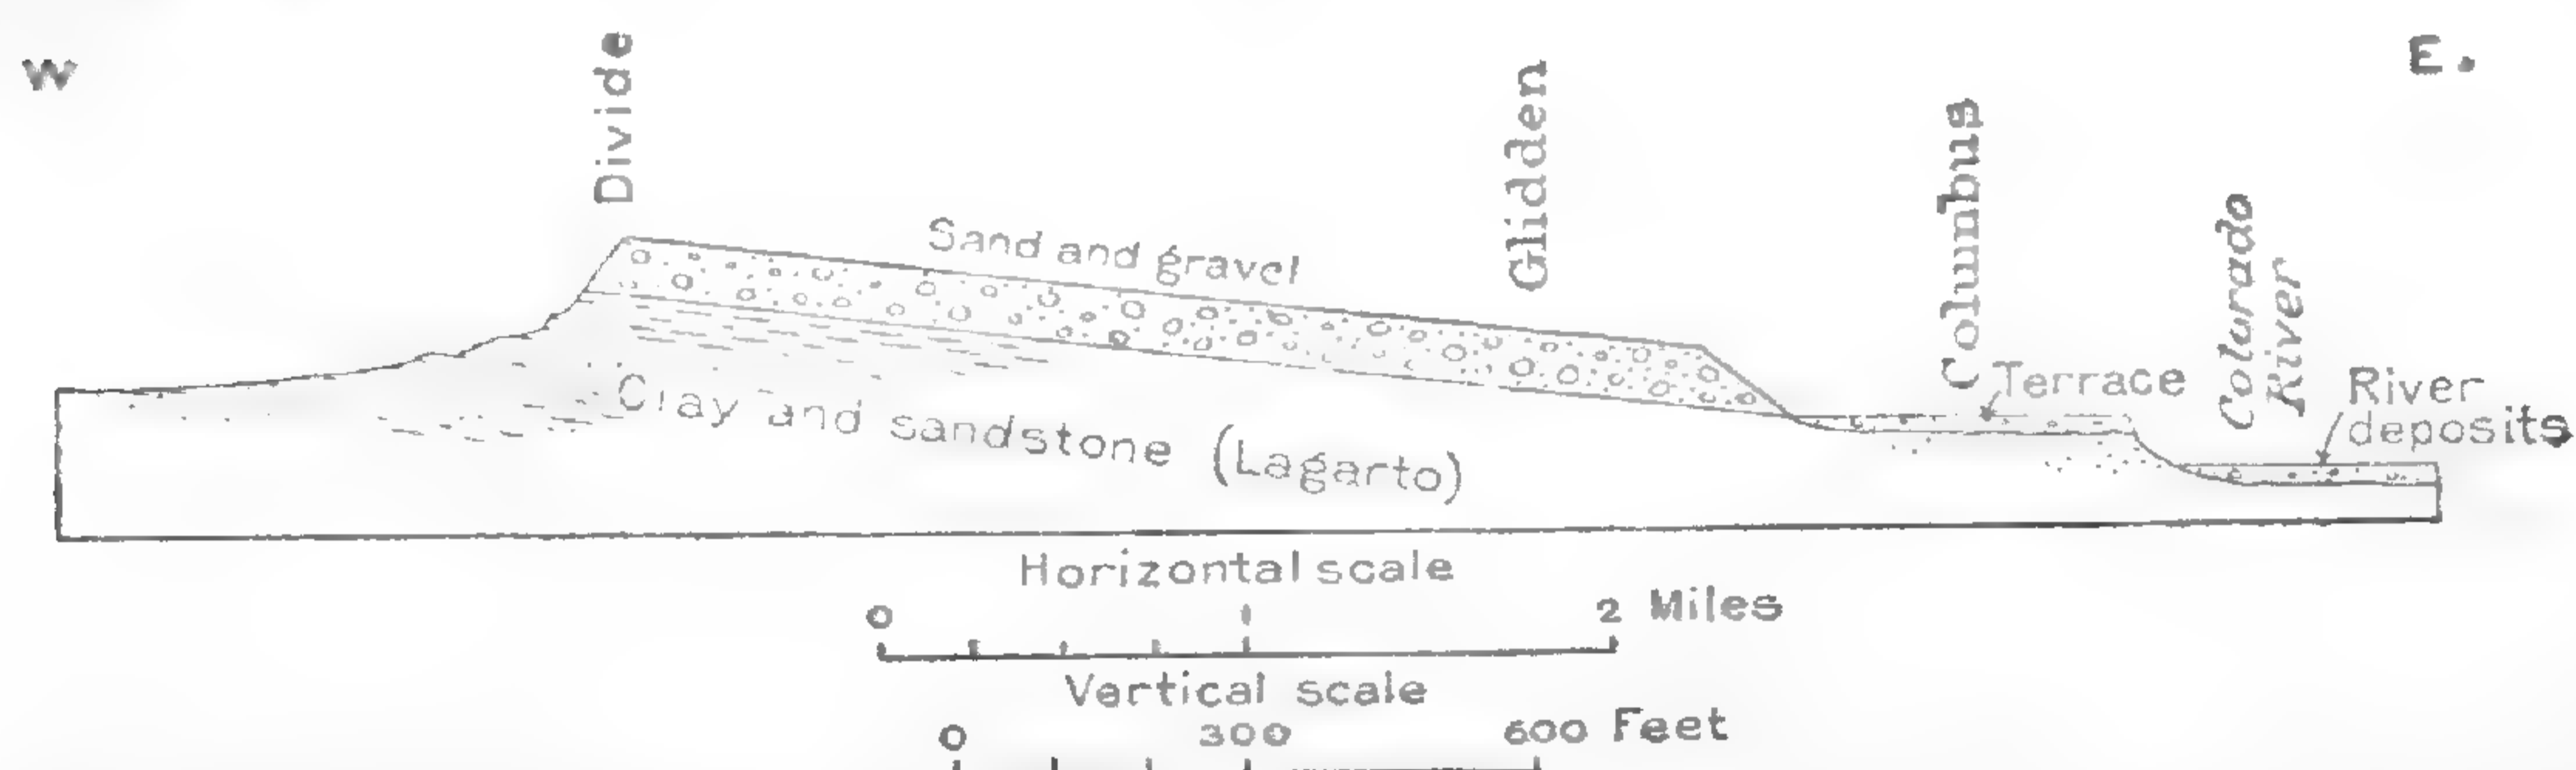 W
E.
Divide
Glidden
Columbus
Colorado
River
Sand and gravel
Terrace
River
deposits
Clay and sandstone (Lagarto)
Horizontal scale
0 1 2 Miles
Vertical scale
0 300 600 Feet